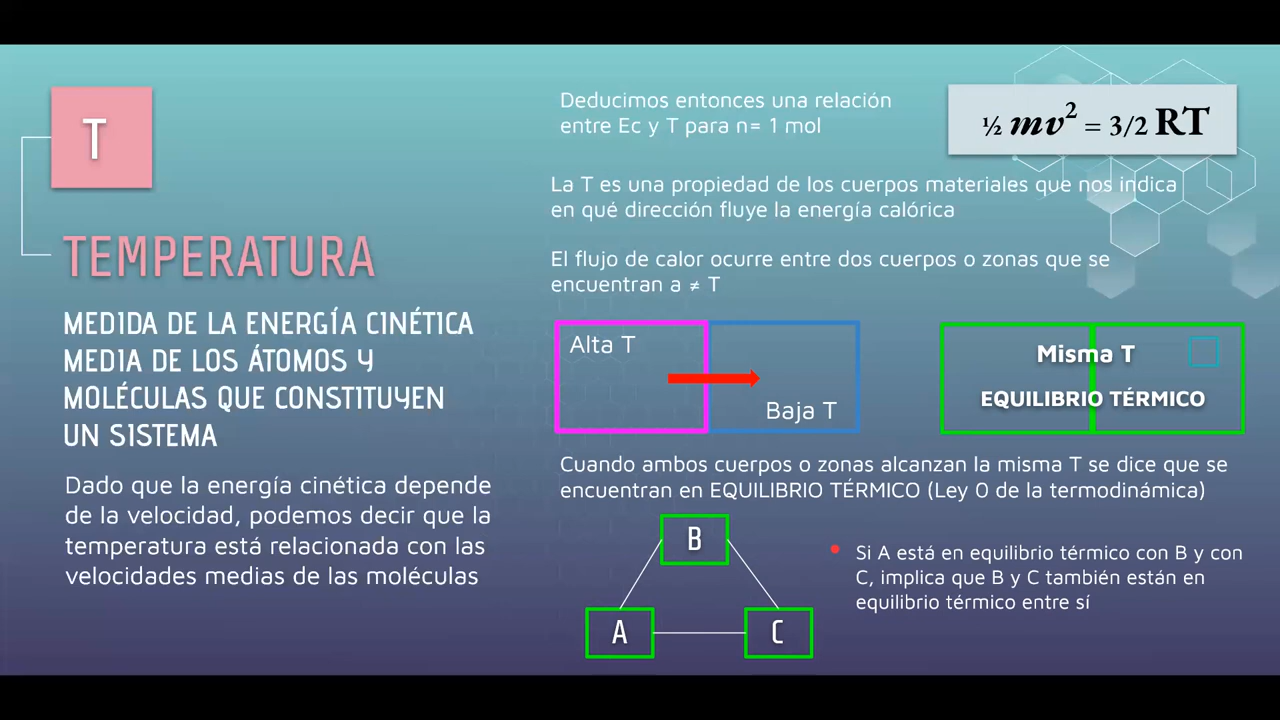 T
TEMPERATURA
MEDIDA DE LA ENERGÍA CINÉTICA
MEDIA DE LOS ÁTOMOS Y
MOLÉCULAS QUE CONSTITUYEN
UN SISTEMA
Dado que la energía cinética depende
de la velocidad, podemos decir que la
temperatura está relacionada con las
velocidades medias de las moléculas
Deducimos entonces una relación
entre Ec y T para n= 1 mol
½ mv² = 3/2 RT
La T es una propiedad de los cuerpos materiales que nos indica
en qué dirección fluye la energía calórica
El flujo de calor ocurre entre dos cuerpos o zonas que se
encuentran a ≠ T
Alta T
Baja T
Misma T
EQUILIBRIO TÉRMICO
Cuando ambos cuerpos o zonas alcanzan la misma T se dice que se
encuentran en EQUILIBRIO TÉRMICO (Ley 0 de la termodinámica)
B
A
C
• Si A está en equilibrio térmico con B y con
C, implica que B y C también están en
equilibrio térmico entre sí